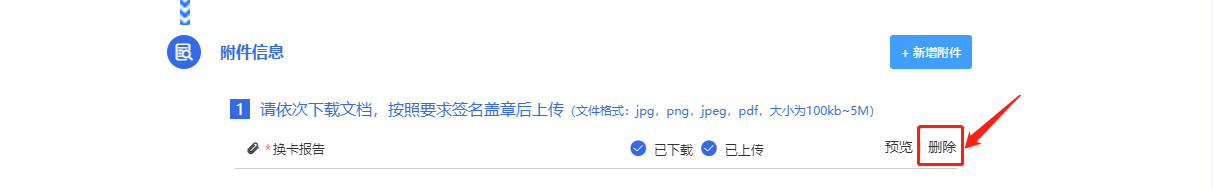 附件信息
+ 新增附件
1 请依次下载文档，按照要求签名盖章后上传（文件格式：jpg，png，jpeg，pdf，大小为100kb~5M）
*换卡报告 已下载 已上传 预览 删除